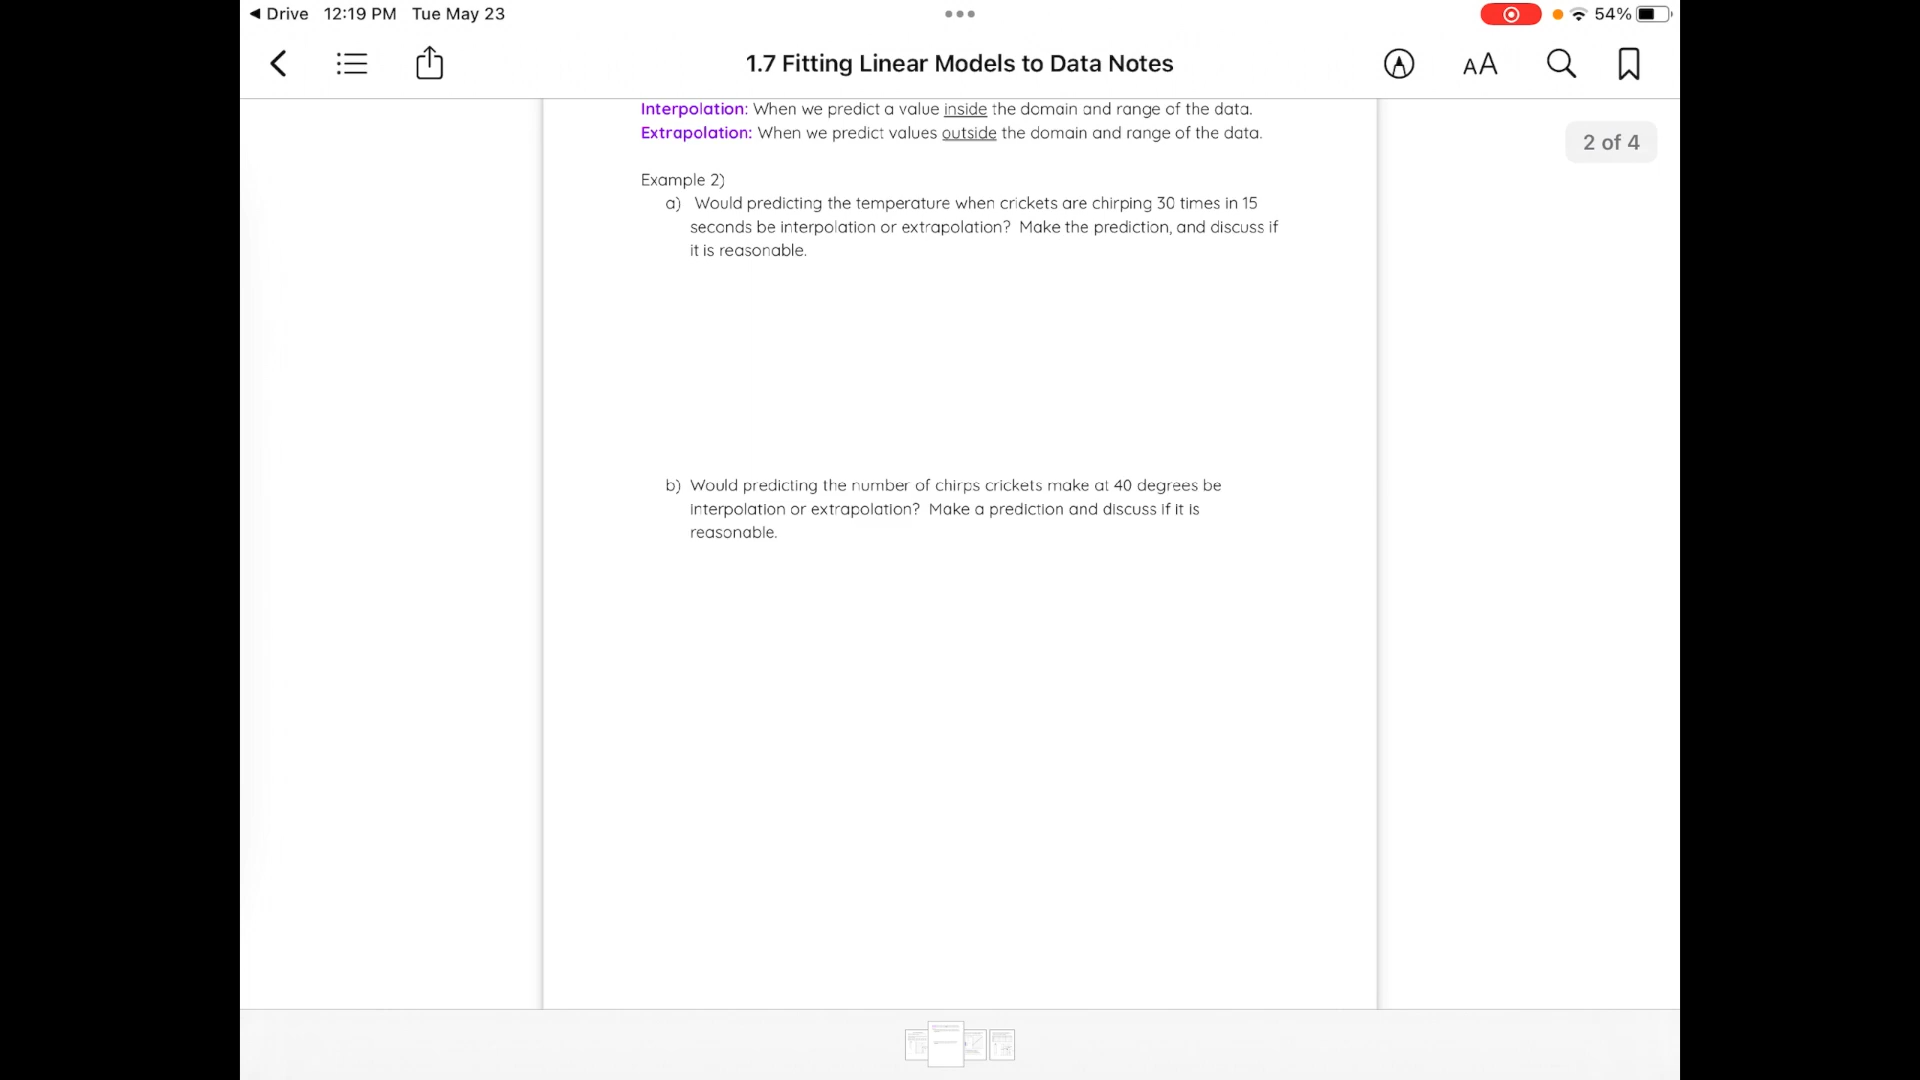 Drive 12:19 PM Tue May 23
54%
1.7 Fitting Linear Models to Data Notes
AA
2 of 4
Interpolation: When we predict a value inside the domain and range of the data.
Extrapolation: When we predict values outside the domain and range of the data.
Example 2)
a) Would predicting the temperature when crickets are chirping 30 times in 15
seconds be interpolation or extrapolation? Make the prediction, and discuss if
it is reasonable.
b) Would predicting the number of chirps crickets make at 40 degrees be
interpolation or extrapolation? Make a prediction and discuss if it is
reasonable.